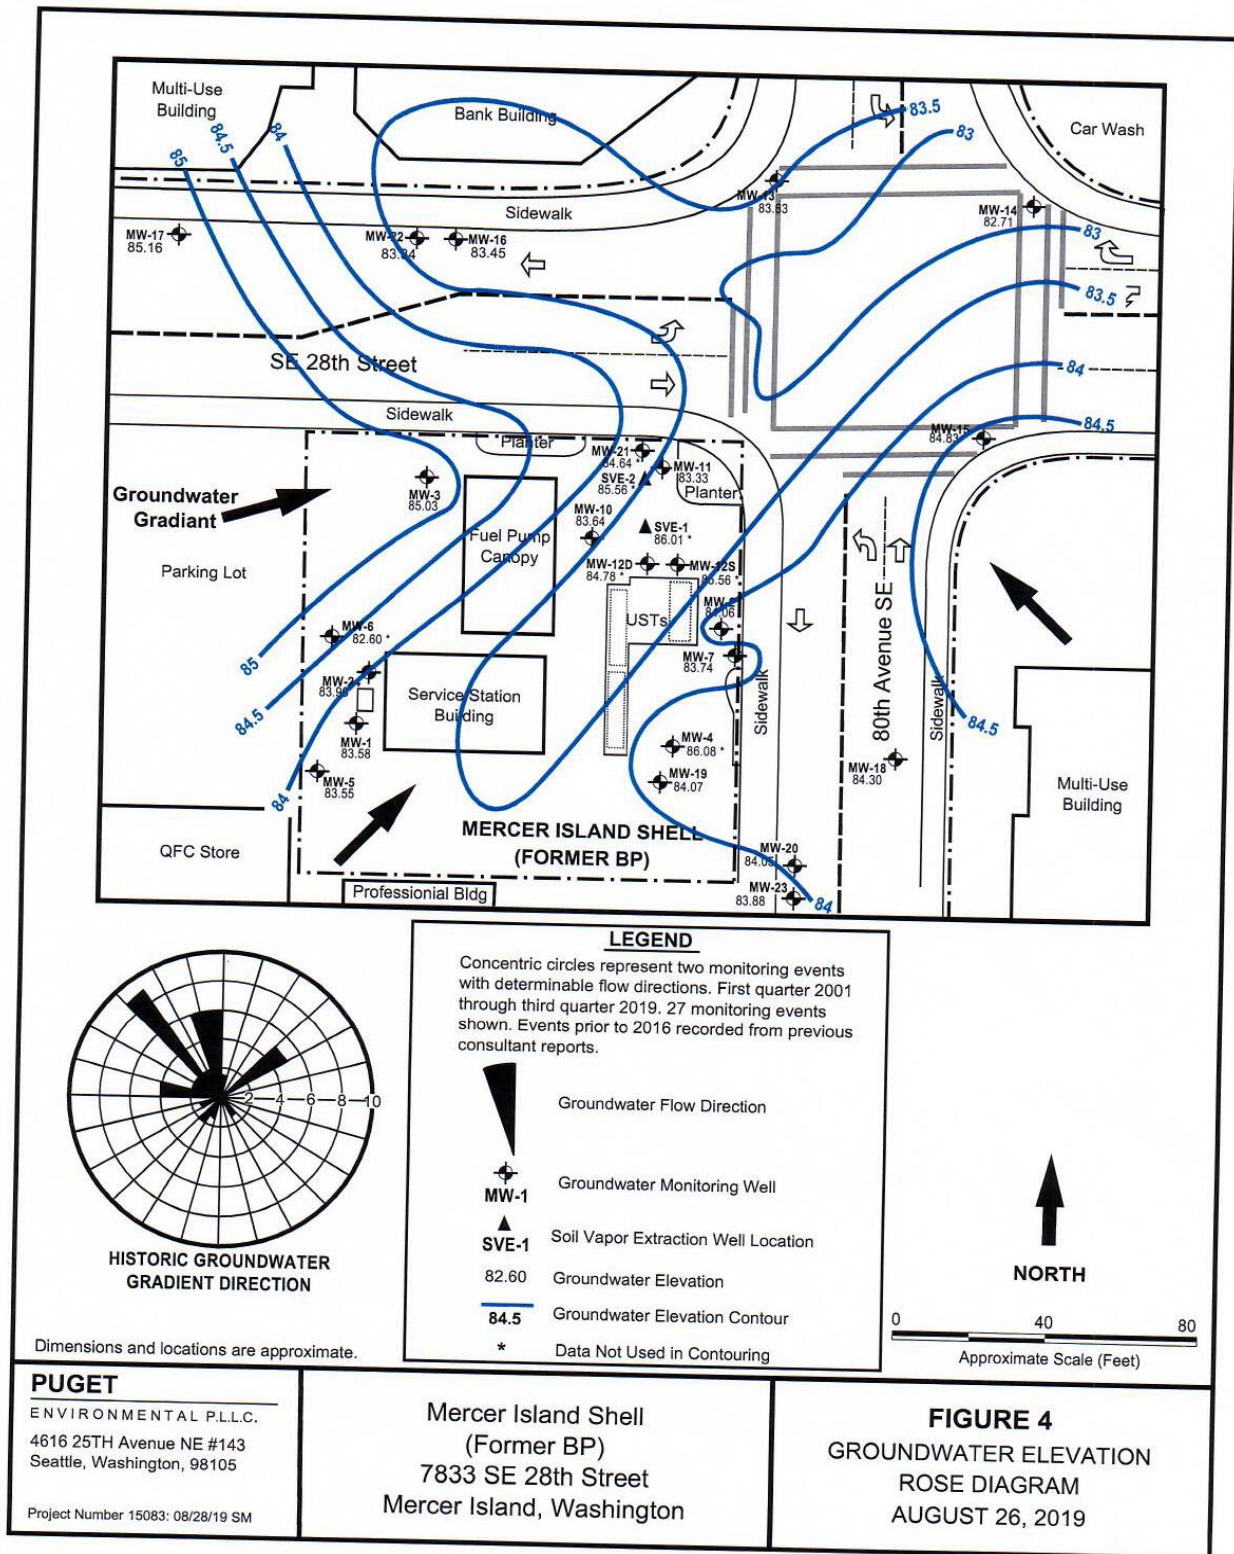 Multi-Use
Building
Bank Building
Car Wash
85
84.5
84
83.5
83
MW-17
85.16
MW-22
MW-16
83.45
MW-13
83.63
MW-14
82.71
Sidewalk
83
83.5
SE 28th Street
84
Sidewalk
84.5
Planter
MW-21
84.64 *
MW-11
83.33
SVE-2
85.56 *
Planter
MW-15
84.83
Groundwater
Gradiant
MW-3
85.03
MW-10
83.64
SVE-1
86.01 *
Fuel Pump
Canopy
Parking Lot
MW-12D
84.78 *
MW-12S
USTs
MW-6
82.60 *
85
MW-7
83.74
80th Avenue SE
Sidewalk
Sidewalk
MW-2
84.5
Service Station
Building
84.5
MW-1
83.58
MW-4
86.08 *
MW-5
83.55
MW-19
84.07
MW-18
84.30
Multi-Use
Building
84
QFC Store
MERCER ISLAND SHELL
(FORMER BP)
MW-20
84.05
MW-23
83.88
84
Professionial Bldg
LEGEND
Concentric circles represent two monitoring events
with determinable flow directions. First quarter 2001
through third quarter 2019. 27 monitoring events
shown. Events prior to 2016 recorded from previous
consultant reports.
Groundwater Flow Direction
MW-1
Groundwater Monitoring Well
SVE-1
Soil Vapor Extraction Well Location
82.60
Groundwater Elevation
84.5
Groundwater Elevation Contour
*
Data Not Used in Contouring
2 4 6 8 10
HISTORIC GROUNDWATER
GRADIENT DIRECTION
NORTH
0 40 80
Approximate Scale (Feet)
Dimensions and locations are approximate.
PUGET
ENVIRONMENTAL P.L.L.C.
4616 25TH Avenue NE #143
Seattle, Washington, 98105
Project Number 15083: 08/28/19 SM
Mercer Island Shell
(Former BP)
7833 SE 28th Street
Mercer Island, Washington
FIGURE 4
GROUNDWATER ELEVATION
ROSE DIAGRAM
AUGUST 26, 2019